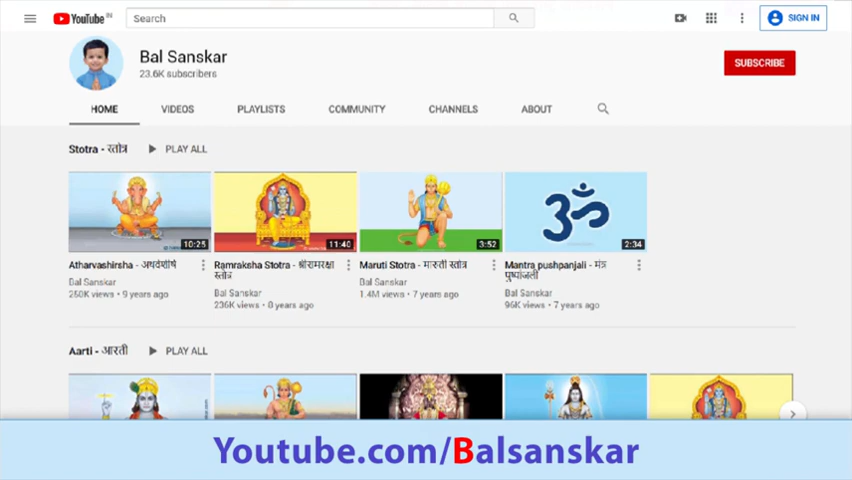 YouTube IN
Search
SIGN IN
Bal Sanskar
23.6K subscribers
SUBSCRIBE
HOME VIDEOS PLAYLISTS COMMUNITY CHANNELS ABOUT
Stotra - स्तोत्र PLAY ALL
10:25 11:40 3:52 2:34
Atharvashirsha - अथर्वशीर्ष
Bal Sanskar
250K views • 9 years ago
Ramraksha Stotra - श्रीरामरक्षा
स्तोत्र
Bal Sanskar
236K views • 8 years ago
Maruti Stotra - मारुती स्तोत्र
Bal Sanskar
1.4M views • 7 years ago
ॐ
Mantra pushpanjali - मंत्र
पुष्पांजली
Bal Sanskar
96K views • 7 years ago
Aarti - आरती PLAY ALL
Youtube.com/Balsanskar